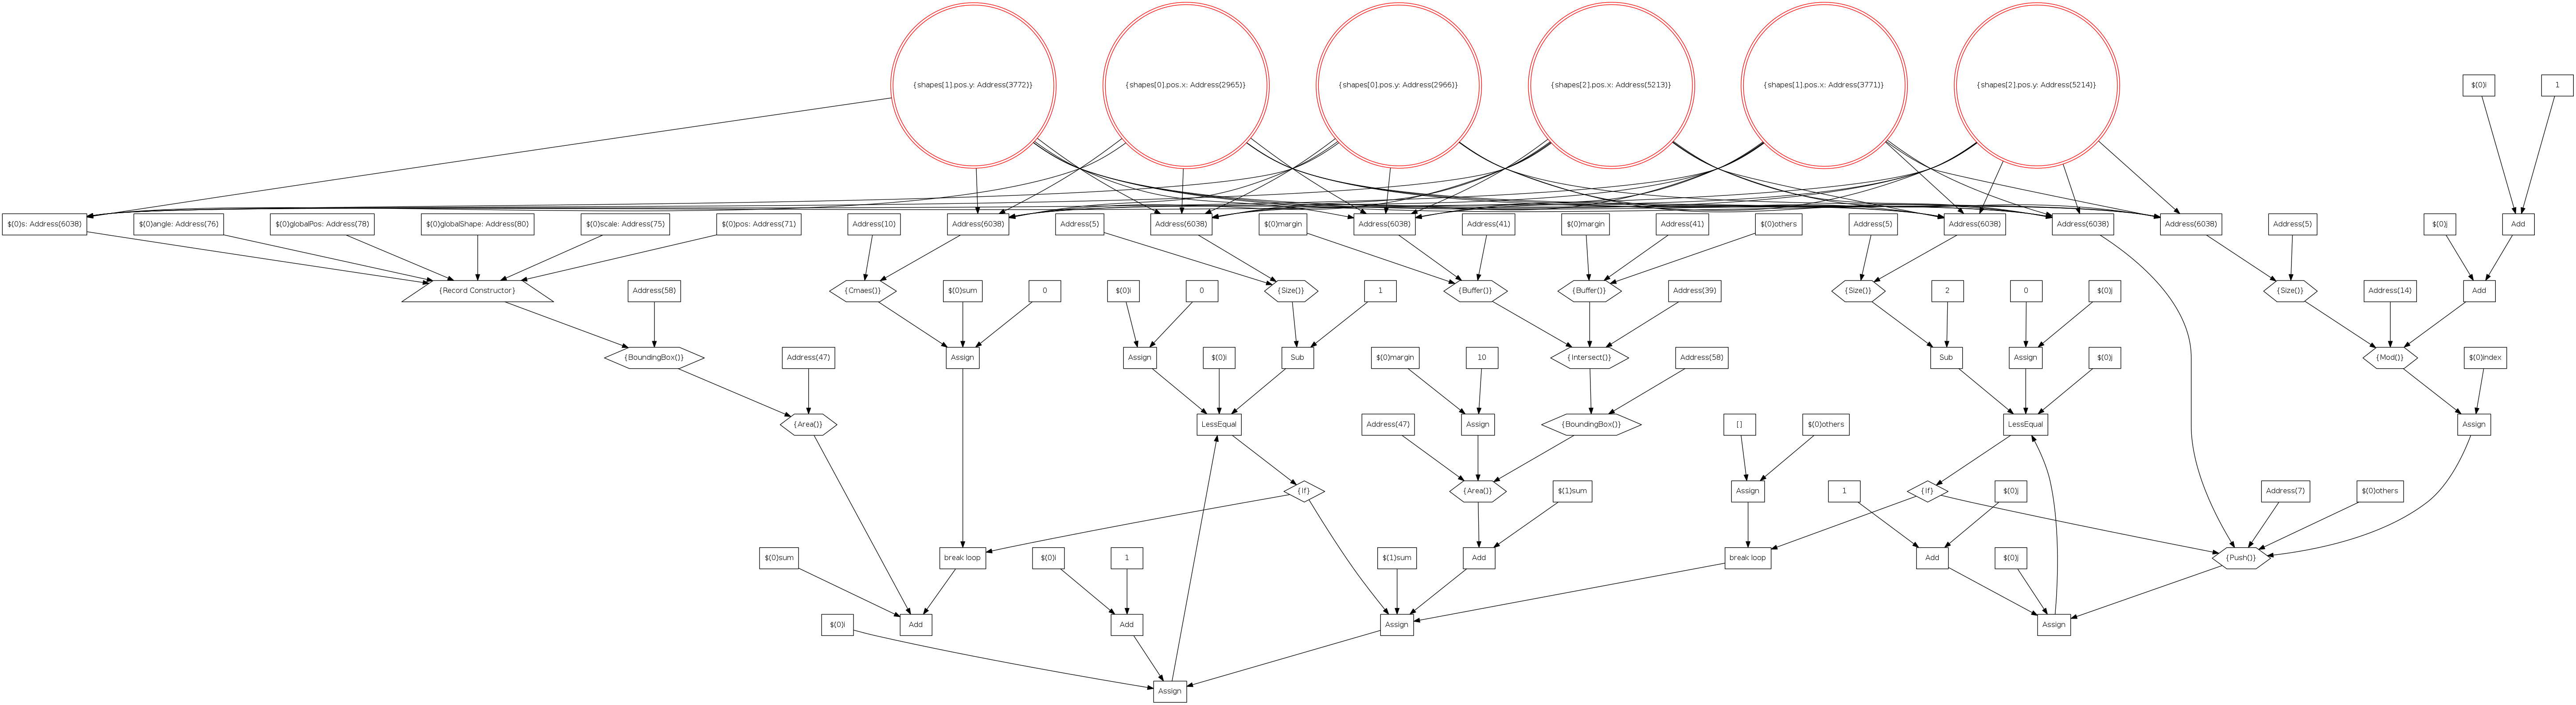 {shapes[1].pos.y: Address(3772)}
{shapes[0].pos.x: Address(2965)}
{shapes[0].pos.y: Address(2966)}
{shapes[2].pos.x: Address(5213)}
{shapes[1].pos.x: Address(3771)}
{shapes[2].pos.y: Address(5214)}
$(0)i
1
$(0)s: Address(6038)
$(0)angle: Address(76)
$(0)globalPos: Address(78)
$(0)globalShape: Address(80)
$(0)scale: Address(75)
$(0)pos: Address(71)
Address(10)
Address(6038)
Address(5)
Address(6038)
$(0)margin
Address(6038)
Address(41)
$(0)margin
Address(41)
$(0)others
Address(5)
Address(6038)
Address(6038)
Address(6038)
Address(5)
$(0)j
Add
{Record Constructor}
Address(58)
{Cmaes()}
$(0)sum
0
$(0)i
0
{Size()}
1
{Buffer()}
{Buffer()}
Address(39)
{Size()}
2
0
$(0)j
{Size()}
Address(14)
Add
{BoundingBox()}
Address(47)
Assign
Assign
$(0)i
Sub
$(0)margin
10
{Intersect()}
Address(58)
Sub
Assign
$(0)j
{Mod()}
$(0)index
{Area()}
LessEqual
Address(47)
Assign
{BoundingBox()}
[]
$(0)others
LessEqual
Assign
{If}
{Area()}
$(1)sum
Assign
1
{If}
$(0)j
Address(7)
$(0)others
$(0)sum
break loop
$(0)i
1
$(1)sum
Add
break loop
Add
$(0)j
{Push()}
$(0)i
Add
Add
Assign
Assign
Assign